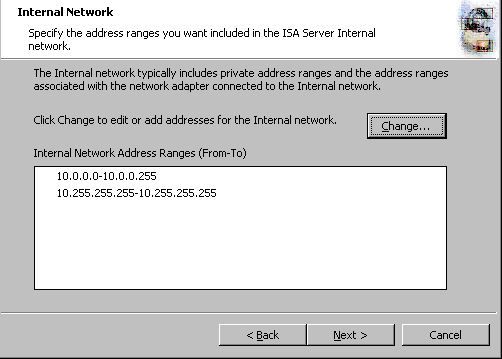 Internal Network
Specify the address ranges you want included in the ISA Server Internal
network.
The Internal network typically includes private address ranges and the address ranges
associated with the network adapter connected to the Internal network.
Click Change to edit or add addresses for the Internal network.
Change...
Internal Network Address Ranges (From-To)
10.0.0.0-10.0.0.255
10.255.255.255-10.255.255.255
< Back
Next >
Cancel